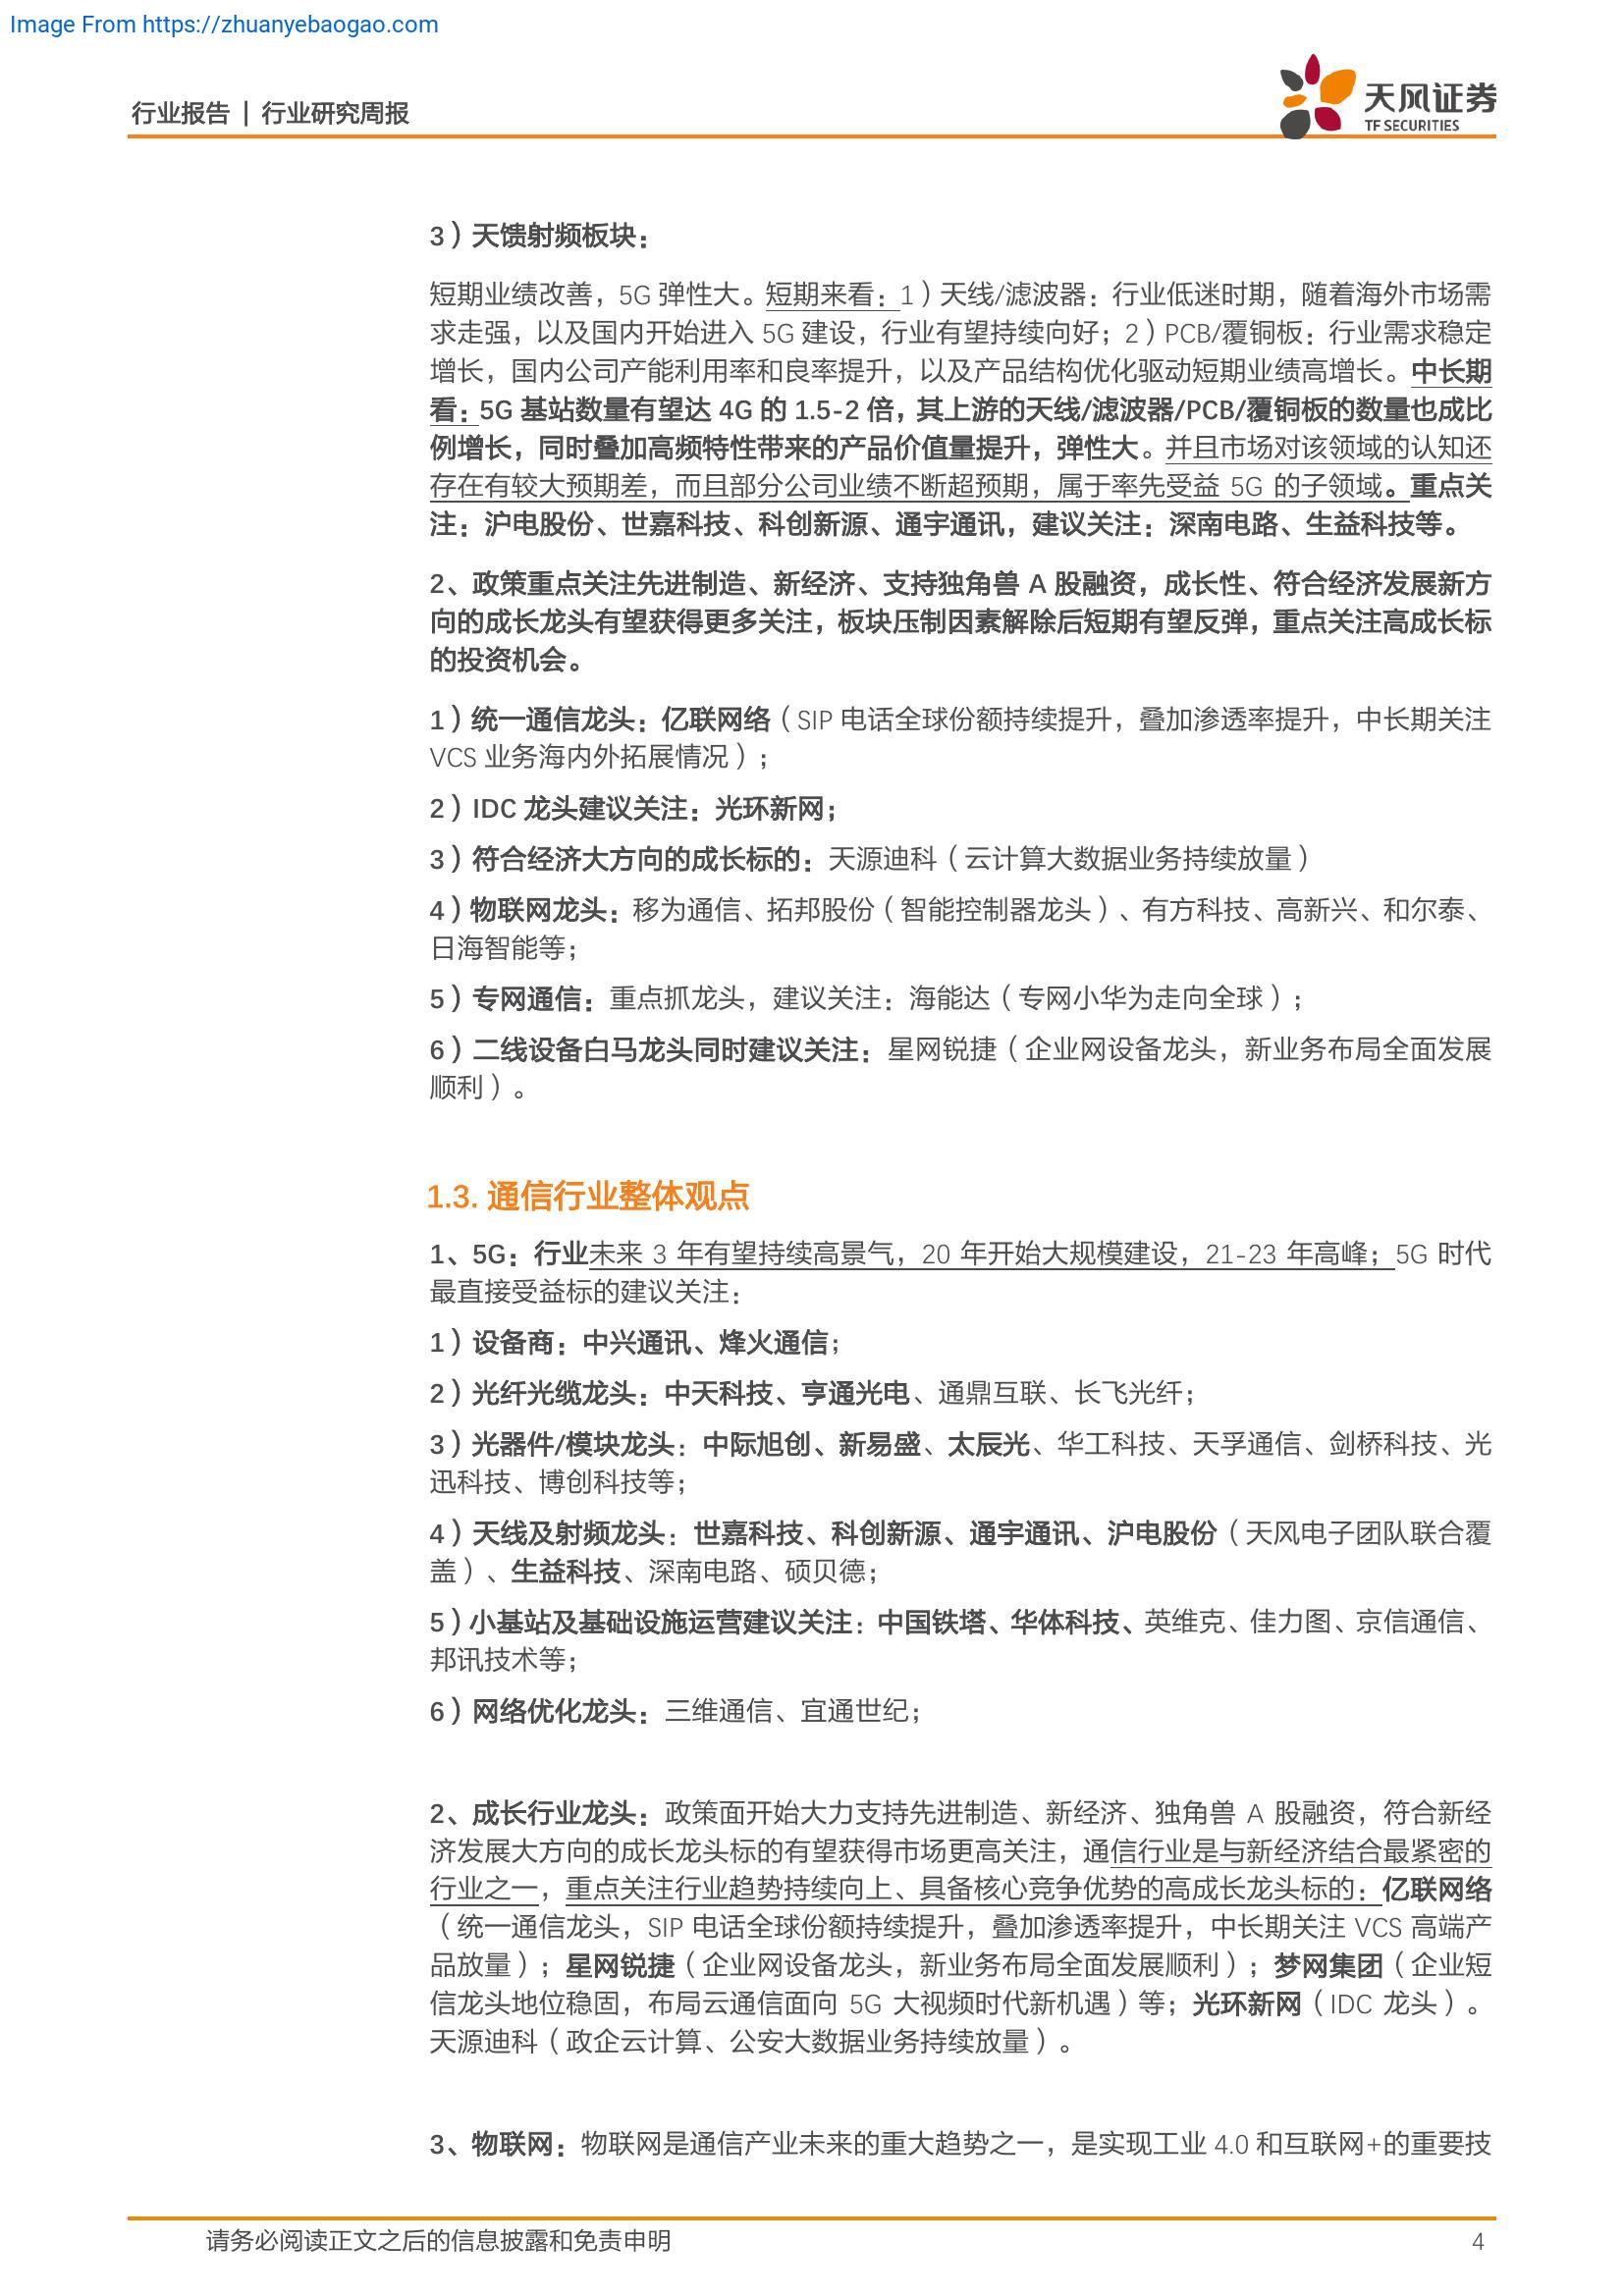 Image From https://zhuanyebaogao.com
行业报告 | 行业研究周报
天风证券
TF SECURITIES
3）天馈射频板块：
短期业绩改善，5G 弹性大。短期来看：1）天线/滤波器：行业低迷时期，随着海外市场需
求走强，以及国内开始进入 5G 建设，行业有望持续向好；2）PCB/覆铜板：行业需求稳定
增长，国内公司产能利用率和良率提升，以及产品结构优化驱动短期业绩高增长。中长期
看：5G 基站数量有望达 4G 的 1.5-2 倍，其上游的天线/滤波器/PCB/覆铜板的数量也成比
例增长，同时叠加高频特性带来的产品价值量提升，弹性大。并且市场对该领域的认知还
存在有较大预期差，而且部分公司业绩不断超预期，属于率先受益 5G 的子领域。重点关
注：沪电股份、世嘉科技、科创新源、通宇通讯，建议关注：深南电路、生益科技等。
2、政策重点关注先进制造、新经济、支持独角兽 A 股融资，成长性、符合经济发展新方
向的成长龙头有望获得更多关注，板块压制因素解除后短期有望反弹，重点关注高成长标
的投资机会。
1）统一通信龙头：亿联网络（SIP 电话全球份额持续提升，叠加渗透率提升，中长期关注
VCS 业务海内外拓展情况）；
2）IDC 龙头建议关注：光环新网；
3）符合经济大方向的成长标的：天源迪科（云计算大数据业务持续放量）
4）物联网龙头：移为通信、拓邦股份（智能控制器龙头）、有方科技、高新兴、和尔泰、
日海智能等；
5）专网通信：重点抓龙头，建议关注：海能达（专网小华为走向全球）；
6）二线设备白马龙头同时建议关注：星网锐捷（企业网设备龙头，新业务布局全面发展
顺利）。
1.3. 通信行业整体观点
1、5G：行业未来 3 年有望持续高景气，20 年开始大规模建设，21-23 年高峰；5G 时代
最直接受益标的建议关注：
1）设备商：中兴通讯、烽火通信；
2）光纤光缆龙头：中天科技、亨通光电、通鼎互联、长飞光纤；
3）光器件/模块龙头：中际旭创、新易盛、太辰光、华工科技、天孚通信、剑桥科技、光
迅科技、博创科技等；
4）天线及射频龙头：世嘉科技、科创新源、通宇通讯、沪电股份（天风电子团队联合覆
盖）、生益科技、深南电路、硕贝德；
5）小基站及基础设施运营建议关注：中国铁塔、华体科技、英维克、佳力图、京信通信、
邦讯技术等；
6）网络优化龙头：三维通信、宜通世纪；
2、成长行业龙头：政策面开始大力支持先进制造、新经济、独角兽 A 股融资，符合新经
济发展大方向的成长龙头标的有望获得市场更高关注，通信行业是与新经济结合最紧密的
行业之一，重点关注行业趋势持续向上、具备核心竞争优势的高成长龙头标的：亿联网络
（统一通信龙头，SIP 电话全球份额持续提升，叠加渗透率提升，中长期关注 VCS 高端产
品放量）；星网锐捷（企业网设备龙头，新业务布局全面发展顺利）；梦网集团（企业短
信龙头地位稳固，布局云通信面向 5G 大视频时代新机遇）等；光环新网（IDC 龙头）。
天源迪科（政企云计算、公安大数据业务持续放量）。
3、物联网：物联网是通信产业未来的重大趋势之一，是实现工业 4.0 和互联网+的重要技
请务必阅读正文之后的信息披露和免责申明
4